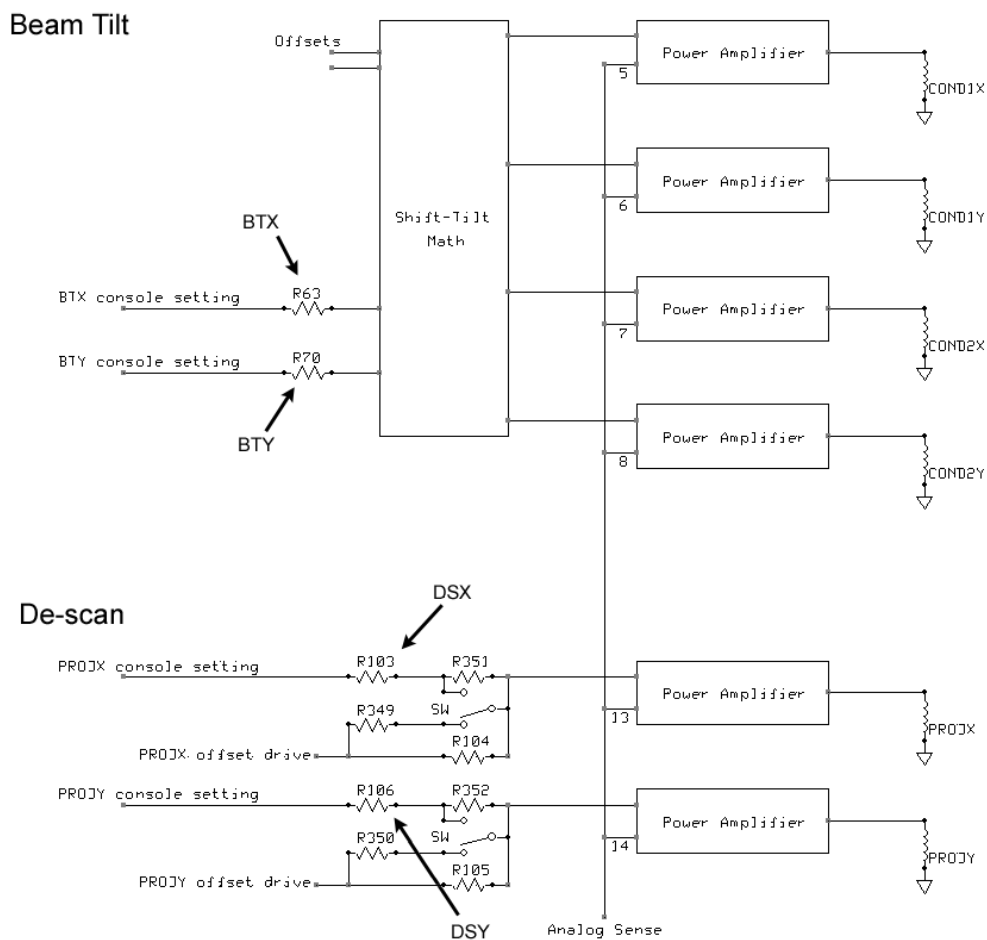 Beam Tilt
Offsets
Power Amplifier
5
COND1X
Power Amplifier
6
COND1Y
Shift-Tilt
Math
BTX
BTX console setting
R63
Power Amplifier
7
COND2X
BTY console setting
R70
BTY
Power Amplifier
8
COND2Y
De-scan
DSX
PROJX console setting
R103
R351
R349
SW
PROJX offset drive
R104
Power Amplifier
13
PROJX
PROJY console setting
R106
R352
R350
SW
PROJY offset drive
R105
Power Amplifier
14
PROJY
DSY
Analog Sense